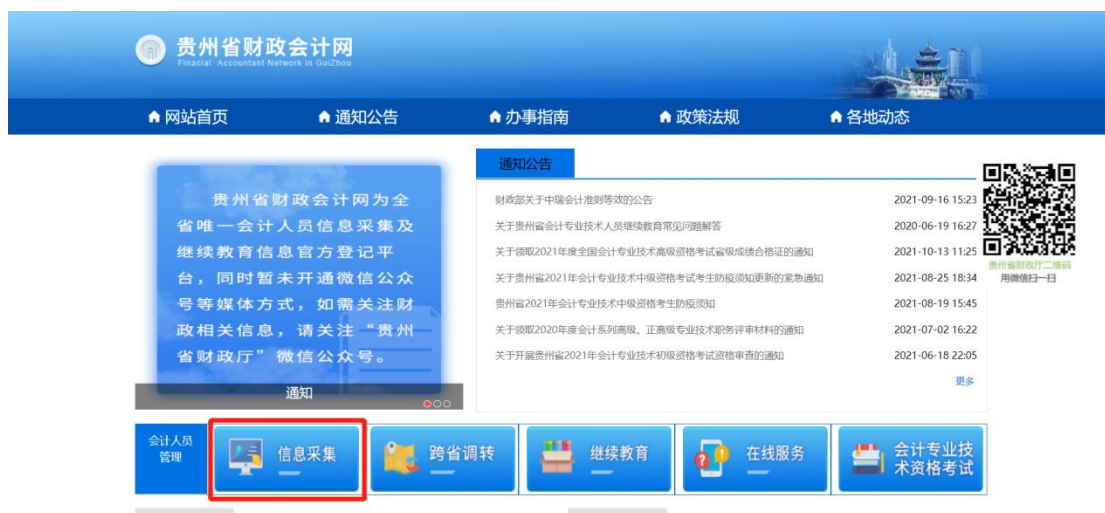 贵州省财政会计网
Finacial Accountant Network in GuiZhou
网站首页
通知公告
办事指南
政策法规
各地动态
贵州省财政会计网为全
省唯一会计人员信息采集及
继续教育信息官方登记平
台，同时暂未开通微信公众
号等媒体方式，如需关注财
政相关信息，请关注“贵州
省财政厅”微信公众号。
通知
通知公告
财政部关于中瑞会计准则等效的公告 2021-09-16 15:23
关于贵州省会计专业技术人员继续教育常见问题解答 2020-06-19 16:27
关于领取2021年度全国会计专业技术高级资格考试省级成绩合格证的通知 2021-10-13 11:25
关于贵州省2021年会计专业技术中级资格考试考生防疫须知更新的紧急通知 2021-08-25 18:34
贵州省2021年会计专业技术中级资格考生防疫须知 2021-08-19 15:45
关于领取2020年度会计系列高级、正高级专业技术职务评审材料的通知 2021-07-02 16:22
关于开展贵州省2021年会计专业技术初级资格考试资格审查的通知 2021-06-18 22:05
更多
贵州省财政厅二维码
用微信扫一扫
会计人员
管理
信息采集
跨省调转
继续教育
在线服务
会计专业技
术资格考试